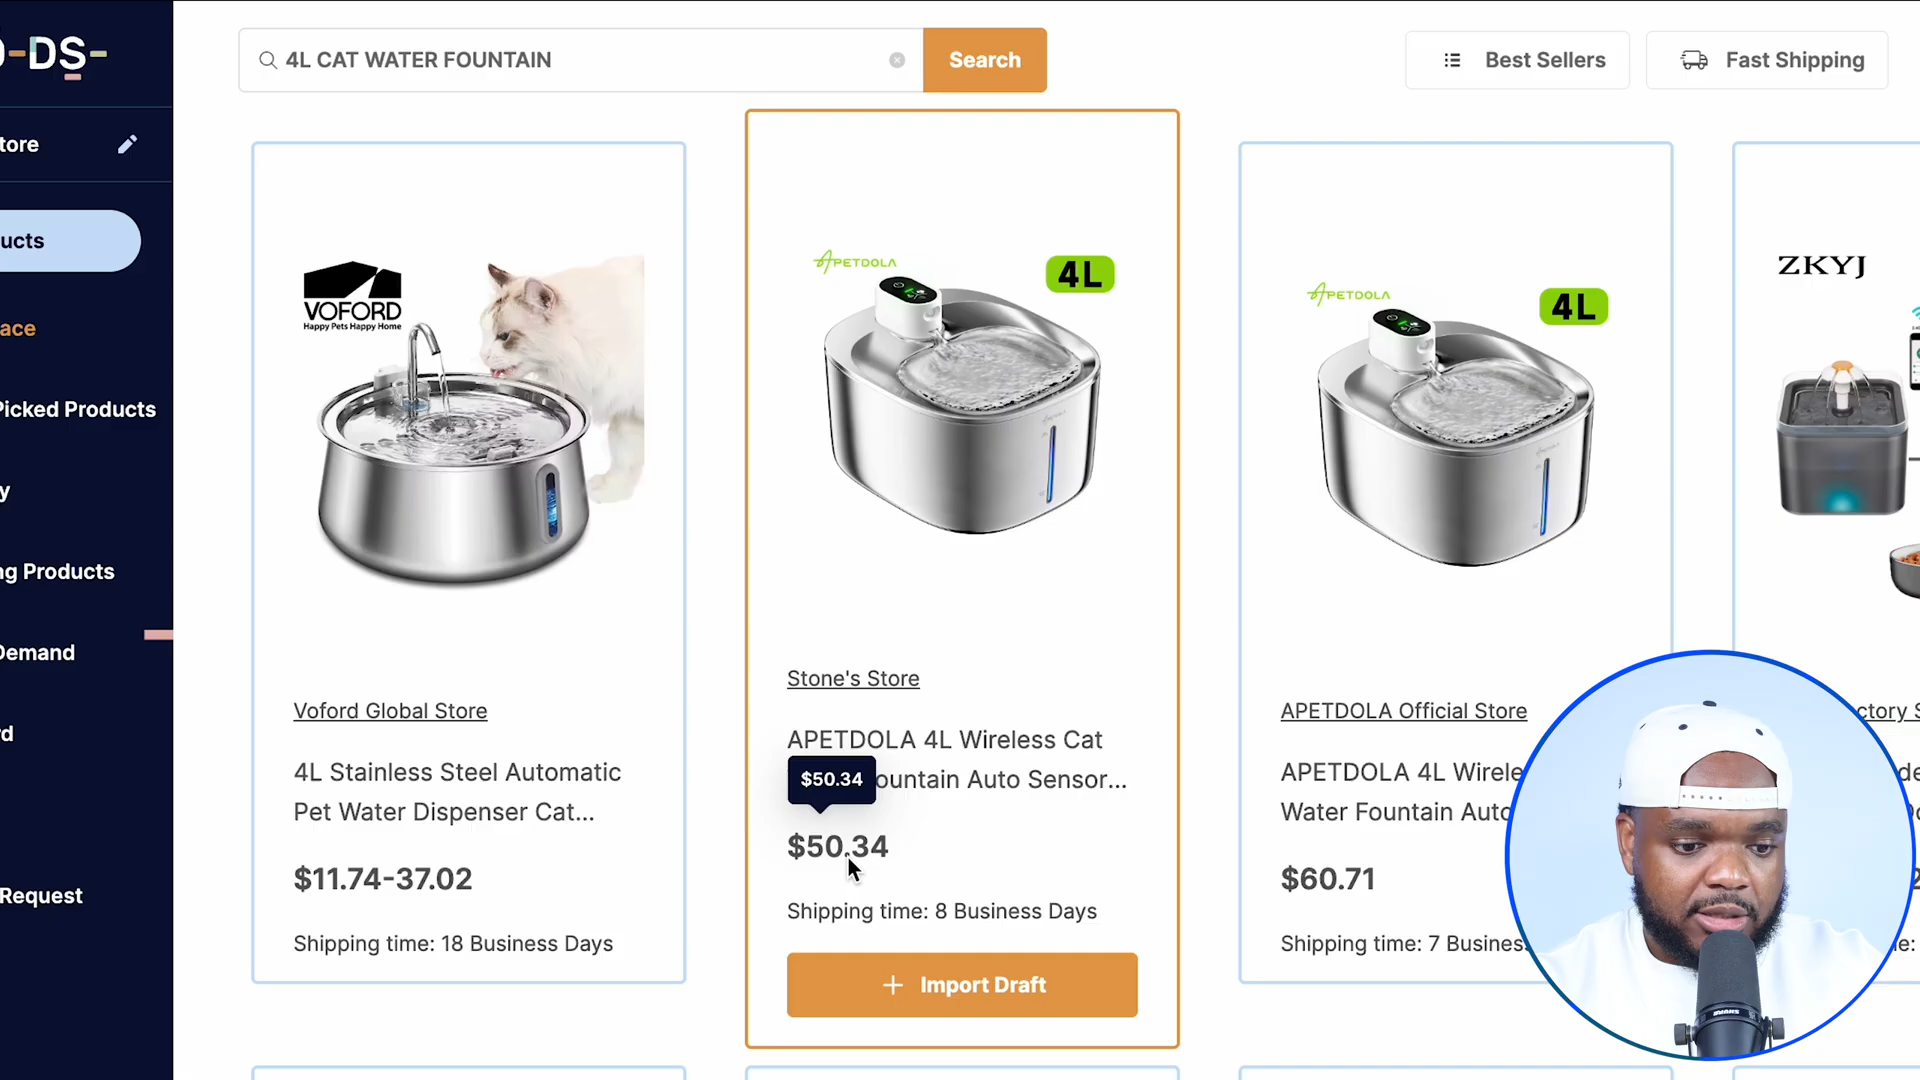 -DS-
4L CAT WATER FOUNTAIN
Search
Best Sellers
Fast Shipping
tore
ucts
ace
Picked Products
y
ng Products
Demand
rd
Request
VOFORD
Happy Pets Happy Home
Voford Global Store
4L Stainless Steel Automatic
Pet Water Dispenser Cat...
$11.74-37.02
Shipping time: 18 Business Days
APETDOLA
4L
Stone's Store
APETDOLA 4L Wireless Cat
ountain Auto Sensor...
$50.34
$50.34
Shipping time: 8 Business Days
+ Import Draft
APETDOLA
4L
APETDOLA Official Store
APETDOLA 4L Wirele
Water Fountain Auto
$60.71
Shipping time: 7 Busines
ZKYJ
ctory S